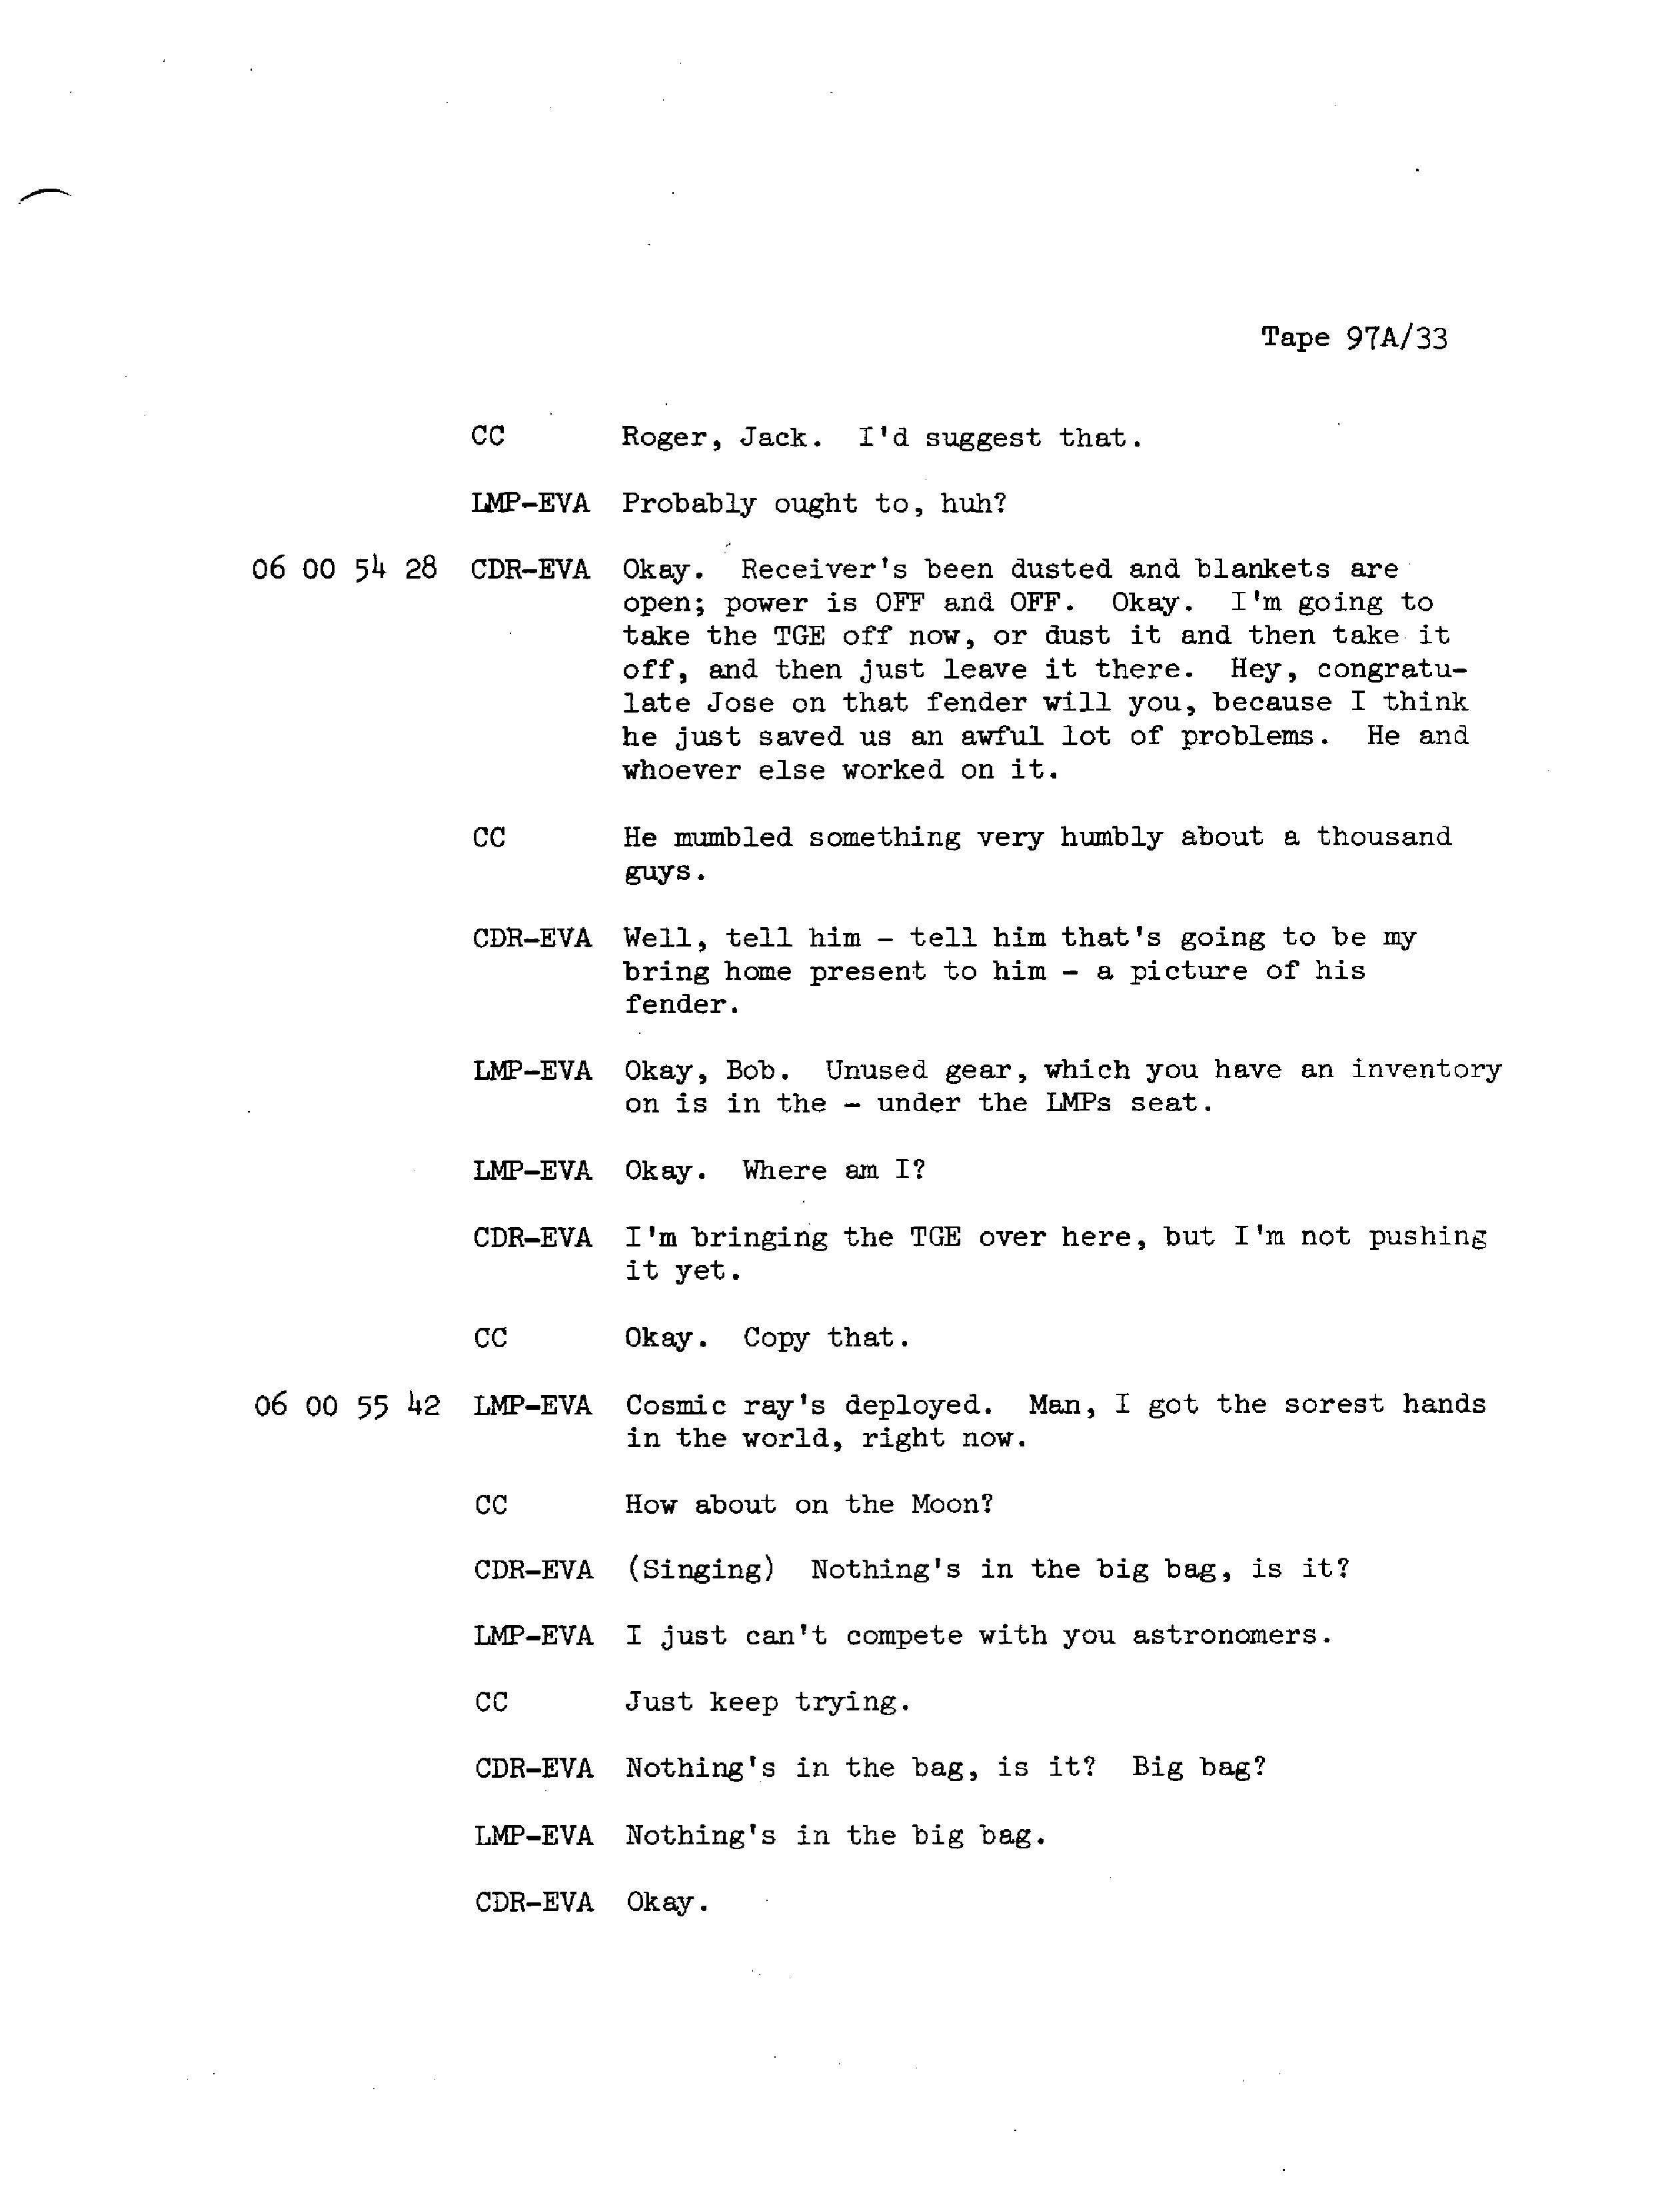 Tape 97A/33
CC Roger, Jack. I'd suggest that.
LMP-EVA Probably ought to, huh?
06 00 54 28 CDR-EVA Okay. Receiver's been dusted and blankets are
open; power is OFF and OFF. Okay. I'm going to
take the TGE off now, or dust it and then take it
off, and then just leave it there. Hey, congratu-
late Jose on that fender will you, because I think
he just saved us an awful lot of problems. He and
whoever else worked on it.
CC He mumbled something very humbly about a thousand
guys.
CDR-EVA Well, tell him - tell him that's going to be my
bring home present to him - a picture of his
fender.
LMP-EVA Okay, Bob. Unused gear, which you have an inventory
on is in the - under the LMPs seat.
LMP-EVA Okay. Where am I?
CDR-EVA I'm bringing the TGE over here, but I'm not pushing
it yet.
CC Okay. Copy that.
06 00 55 42 LMP-EVA Cosmic ray's deployed. Man, I got the sorest hands
in the world, right now.
CC How about on the Moon?
CDR-EVA (Singing) Nothing's in the big bag, is it?
LMP-EVA I just can't compete with you astronomers.
CC Just keep trying.
CDR-EVA Nothing's in the bag, is it? Big bag?
LMP-EVA Nothing's in the big bag.
CDR-EVA Okay.